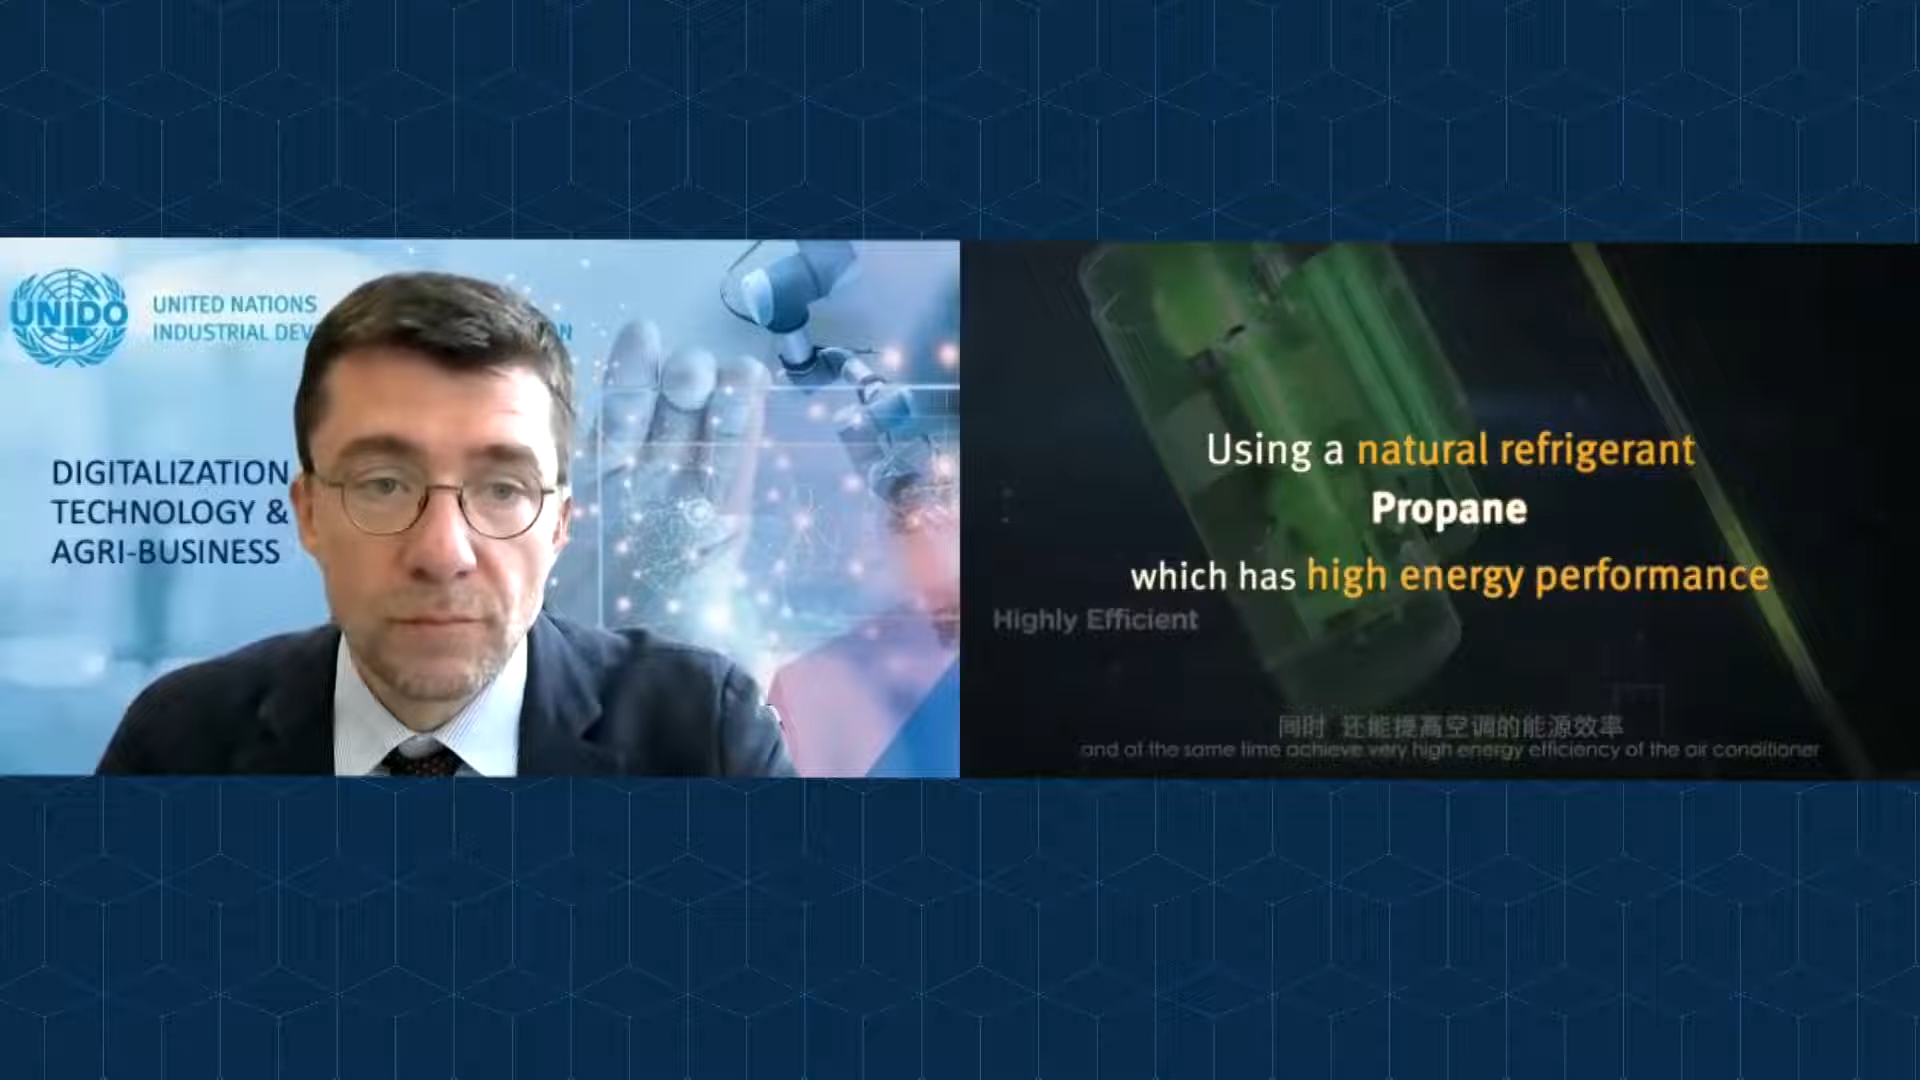 UNIDO
UNITED NATIONS
INDUSTRIAL DEV
DIGITALIZATION
TECHNOLOGY &
AGRI-BUSINESS
Using a natural refrigerant
Propane
which has high energy performance
Highly Efficient
同时 还能提高空调的能源效率
and at the same time achieve very high energy efficiency of the air conditioner